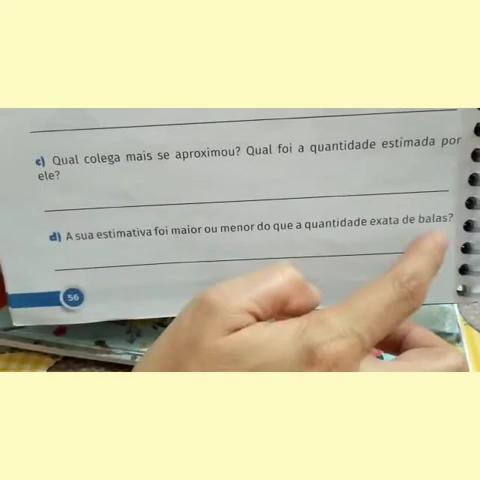 c) Qual colega mais se aproximou? Qual foi a quantidade estimada por
ele?
d) A sua estimativa foi maior ou menor do que a quantidade exata de balas?
56